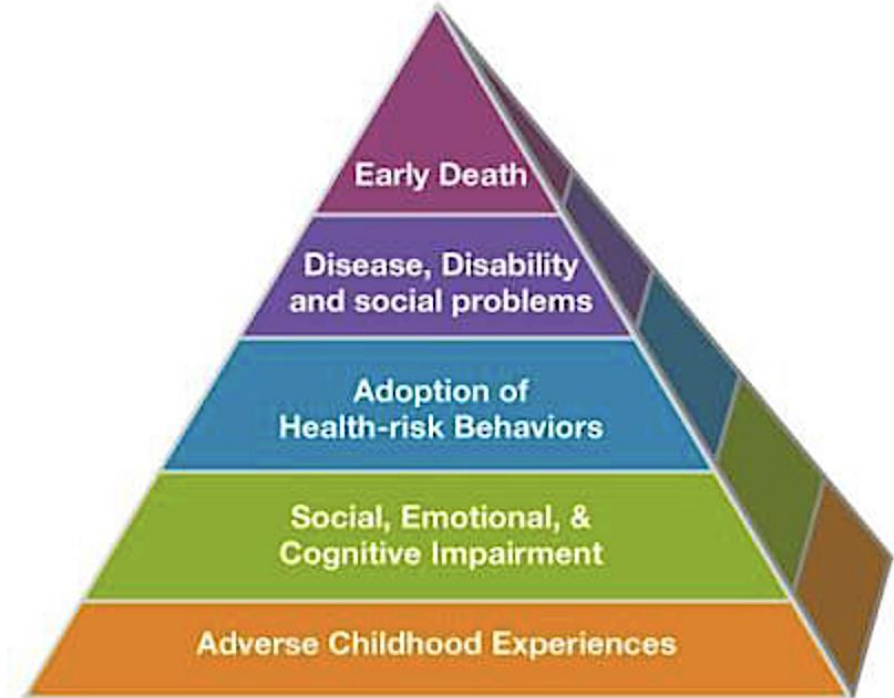 Early Death
Disease, Disability
and social problems
Adoption of
Health-risk Behaviors
Social, Emotional, &
Cognitive Impairment
Adverse Childhood Experiences